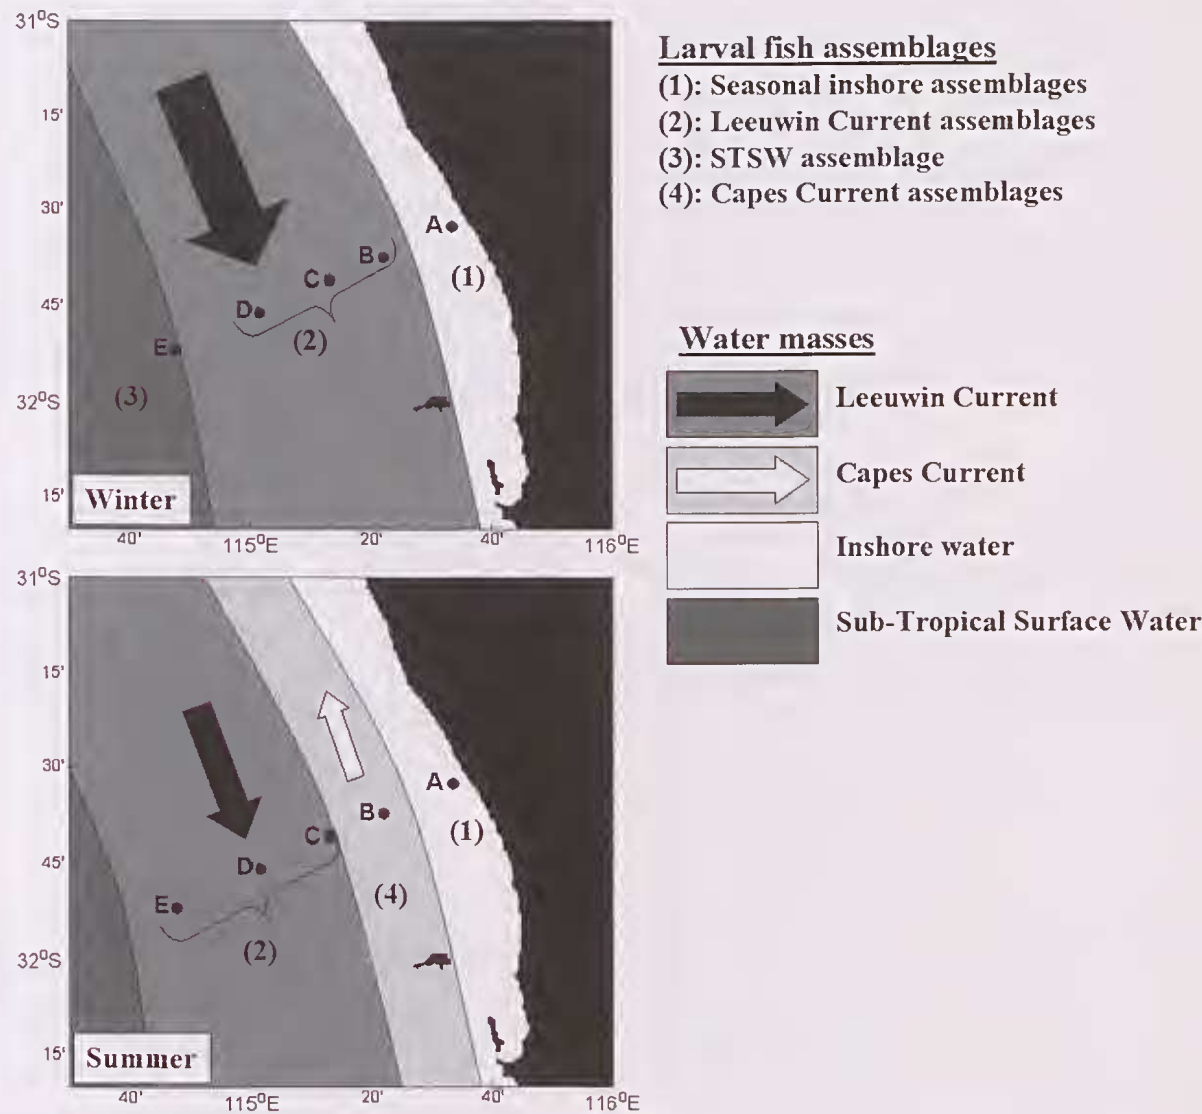 31°S
15'
30'
45'
32°S
15'
A
B
(1)
C
D
(2)
E
(3)
Winter
40'
115°E
20'
40'
116°E
31°S
15'
30'
45'
32°S
15'
A
B
(1)
C
D
(4)
E
(2)
Summer
40'
115°E
20'
40'
116°E
Larval fish assemblages
(1): Seasonal inshore assemblages
(2): Leeuwin Current assemblages
(3): STSW assemblage
(4): Capes Current assemblages
Water masses
Leeuwin Current
Capes Current
Inshore water
Sub-Tropical Surface Water